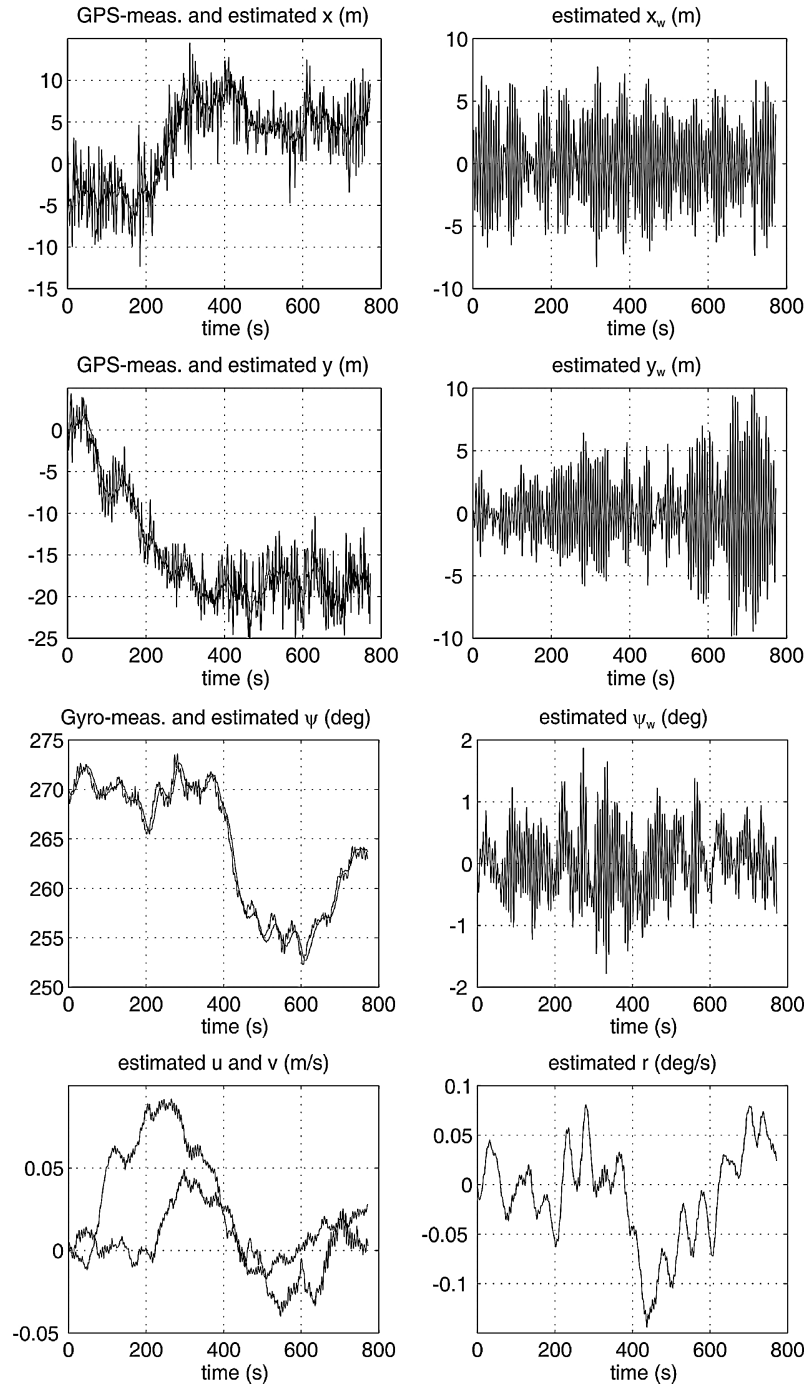 GPS-meas. and estimated x (m)
10
5
0
-5
-10
-15
0 200 400 600 800
time (s)
estimated x_w (m)
10
5
0
-5
-10
0 200 400 600 800
time (s)
GPS-meas. and estimated y (m)
0
-5
-10
-15
-20
-25
0 200 400 600 800
time (s)
estimated y_w (m)
10
5
0
-5
-10
0 200 400 600 800
time (s)
Gyro-meas. and estimated ψ (deg)
275
270
265
260
255
250
0 200 400 600 800
time (s)
estimated ψ_w (deg)
2
1
0
-1
-2
0 200 400 600 800
time (s)
estimated u and v (m/s)
0.05
0
-0.05
0 200 400 600 800
time (s)
estimated r (deg/s)
0.1
0.05
0
-0.05
-0.1
0 200 400 600 800
time (s)